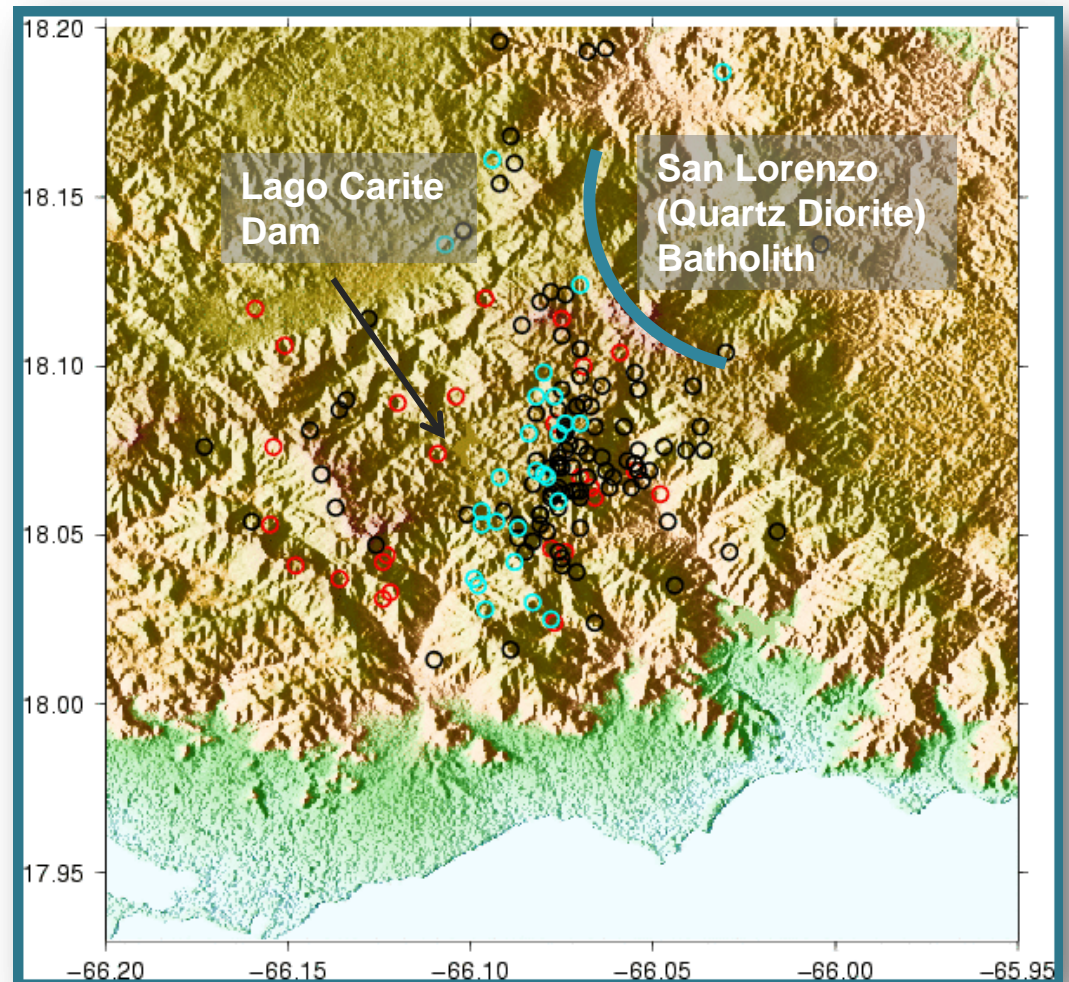 18.20
18.15
18.10
18.05
18.00
17.95
Lago Carite
Dam
San Lorenzo
(Quartz Diorite)
Batholith
−66.20 −66.15 −66.10 −66.05 −66.00 −65.95